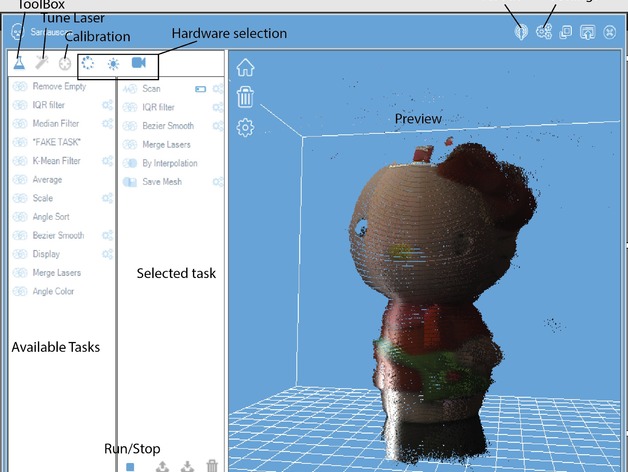 ToolBox
Tune Laser
Calibration
Hardware selection
Remove Empty
IQR filter
Median Filter
*FAKE TASK*
K-Mean Filter
Average
Scale
Angle Sort
Bezier Smooth
Display
Merge Lasers
Angle Color
Available Tasks
Scan
IQR filter
Bezier Smooth
Merge Lasers
By Interpolation
Save Mesh
Selected task
Run/Stop
Preview